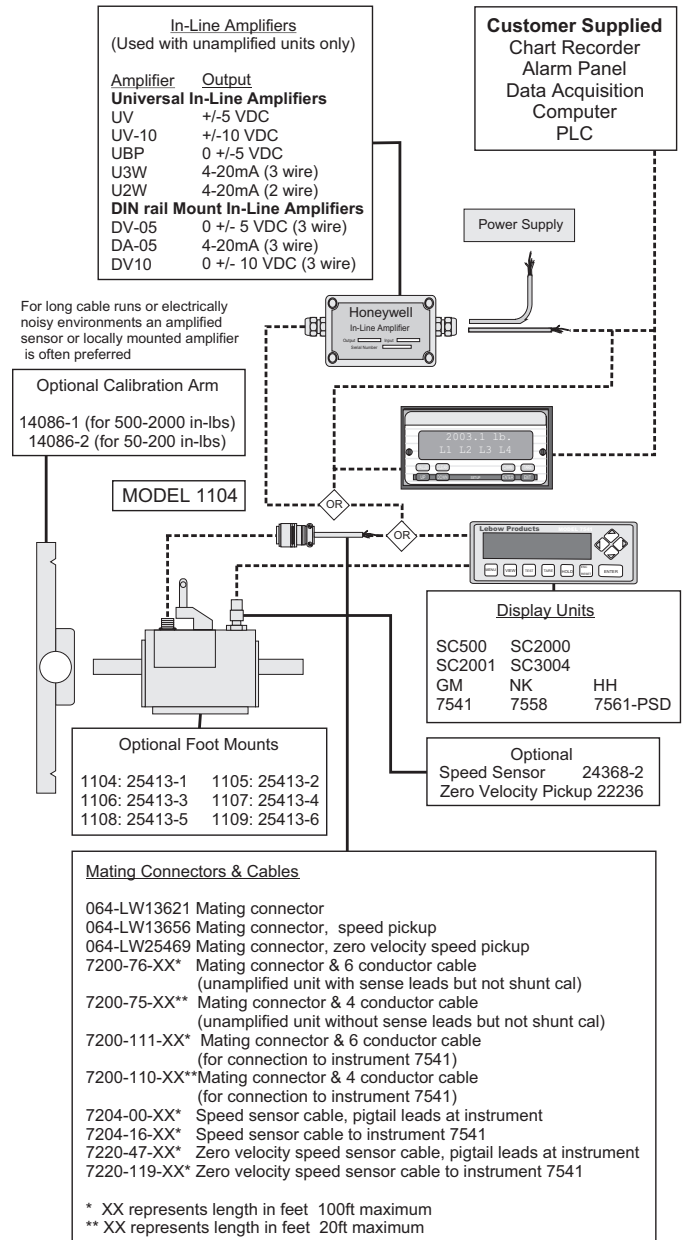 In-Line Amplifiers
(Used with unamplified units only)
Amplifier Output
Universal In-Line Amplifiers
UV +/-5 VDC
UV-10 +/-10 VDC
UBP 0 +/-5 VDC
U3W 4-20mA (3 wire)
U2W 4-20mA (2 wire)
DIN rail Mount In-Line Amplifiers
DV-05 0 +/- 5 VDC (3 wire)
DA-05 4-20mA (3 wire)
DV10 0 +/- 10 VDC (3 wire)
Customer Supplied
Chart Recorder
Alarm Panel
Data Acquisition
Computer
PLC
Power Supply
Honeywell
In-Line Amplifier
Output Input
Serial Number
For long cable runs or electrically
noisy environments an amplified
sensor or locally mounted amplifier
is often preferred
Optional Calibration Arm
14086-1 (for 500-2000 in-lbs)
14086-2 (for 50-200 in-lbs)
2003.1 lb.
L1 L2 L3 L4
MODEL 1104
OR
OR
Lebow Products
MENU VIEW TEST TARE HOLD ENTER
Display Units
SC500 SC2000
SC2001 SC3004
GM NK HH
7541 7558 7561-PSD
Optional Foot Mounts
1104: 25413-1 1105: 25413-2
1106: 25413-3 1107: 25413-4
1108: 25413-5 1109: 25413-6
Optional
Speed Sensor 24368-2
Zero Velocity Pickup 22236
Mating Connectors & Cables
064-LW13621 Mating connector
064-LW13656 Mating connector, speed pickup
064-LW25469 Mating connector, zero velocity speed pickup
7200-76-XX* Mating connector & 6 conductor cable
(unamplified unit with sense leads but not shunt cal)
7200-75-XX** Mating connector & 4 conductor cable
(unamplified unit without sense leads but not shunt cal)
7200-111-XX* Mating connector & 6 conductor cable
(for connection to instrument 7541)
7200-110-XX**Mating connector & 4 conductor cable
(for connection to instrument 7541)
7204-00-XX* Speed sensor cable, pigtail leads at instrument
7204-16-XX* Speed sensor cable to instrument 7541
7220-47-XX* Zero velocity speed sensor cable, pigtail leads at instrument
7220-119-XX* Zero velocity speed sensor cable to instrument 7541
* XX represents length in feet 100ft maximum
** XX represents length in feet 20ft maximum